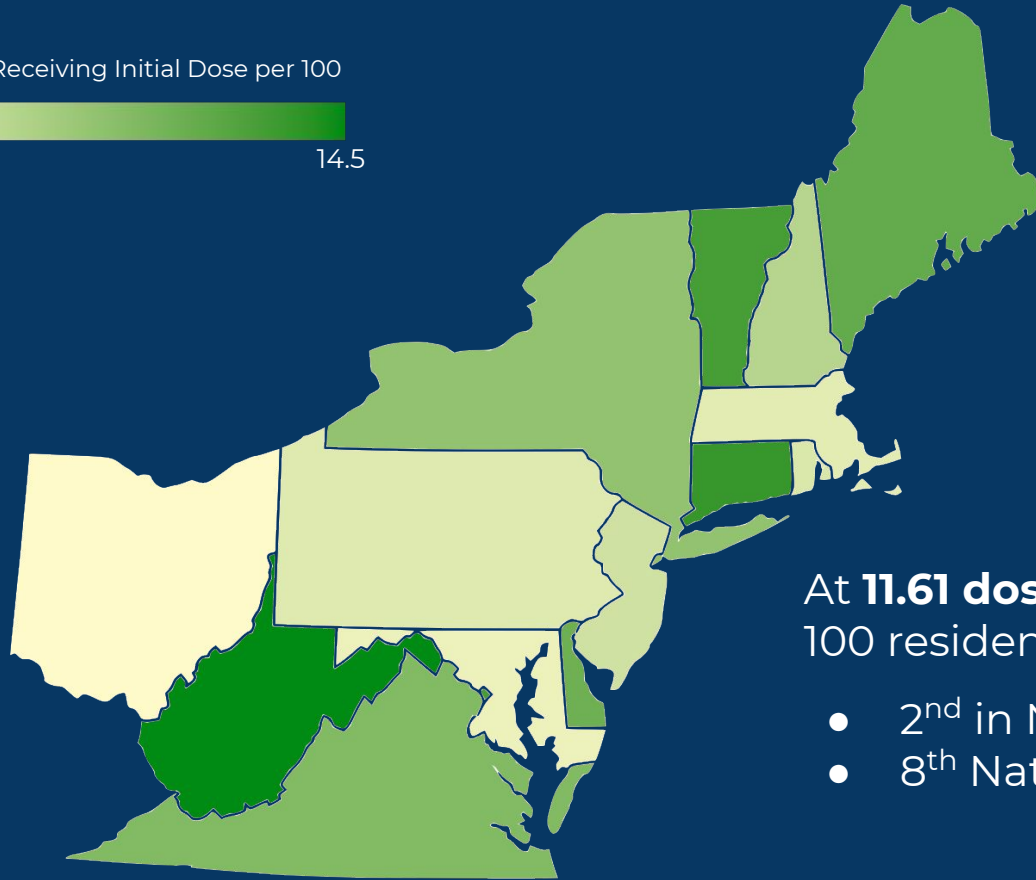 Receiving Initial Dose per 100
14.5
At 11.61
100
● 2nd in
● 8th